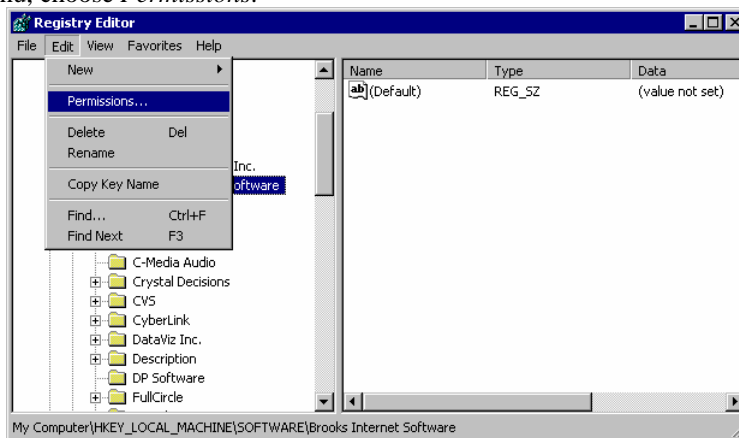 nd, choose Permissions.
Registry Editor
File Edit View Favorites Help
New
Permissions...
Delete Del
Rename
Copy Key Name
Find... Ctrl+F
Find Next F3
Inc.
oftware
C-Media Audio
Crystal Decisions
CVS
CyberLink
DataViz Inc.
Description
DP Software
FullCircle
Name Type Data
ab (Default) REG_SZ (value not set)
My Computer\HKEY_LOCAL_MACHINE\SOFTWARE\Brooks Internet Software